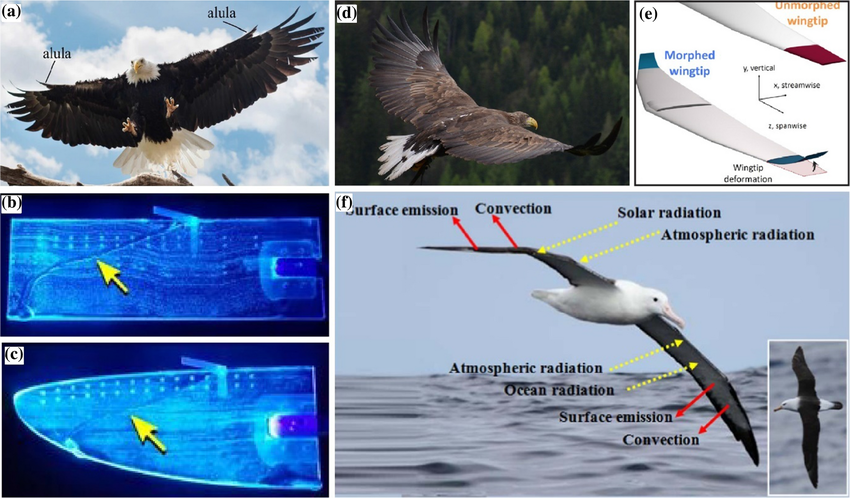 (a)
alula
alula
(b)
(c)
(d)
(e)
Unmorphed
wingtip
Morphed
wingtip
y, vertical
x, streamwise
z, spanwise
Wingtip
deformation
(f)
Surface emission
Convection
Solar radiation
Atmospheric radiation
Atmospheric radiation
Ocean radiation
Surface emission
Convection